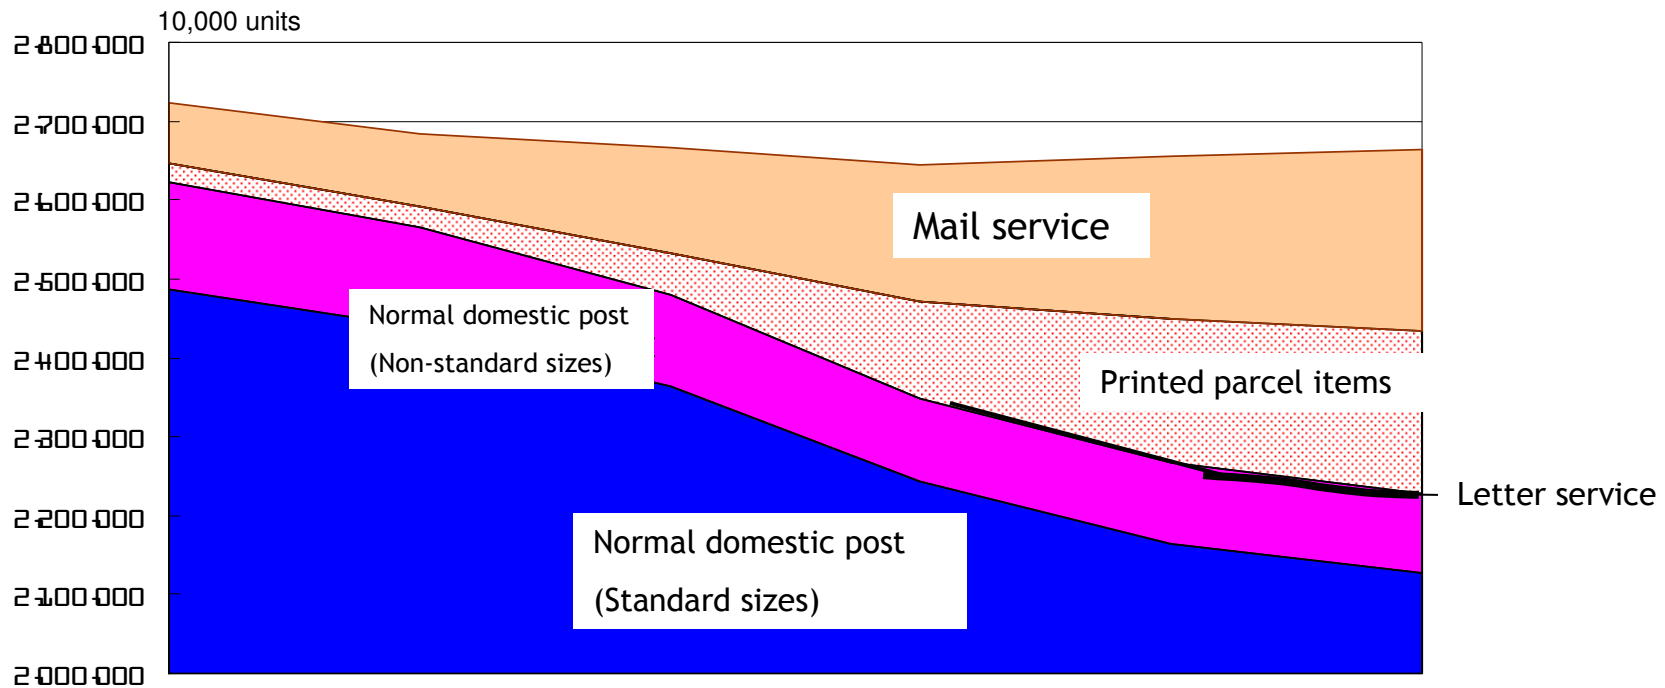 10,000 units
2,800,000
2,700,000
2,600,000
2,500,000
2,400,000
2,300,000
2,200,000
2,100,000
2,000,000
Mail service
Normal domestic post
(Non-standard sizes)
Printed parcel items
Letter service
Normal domestic post
(Standard sizes)